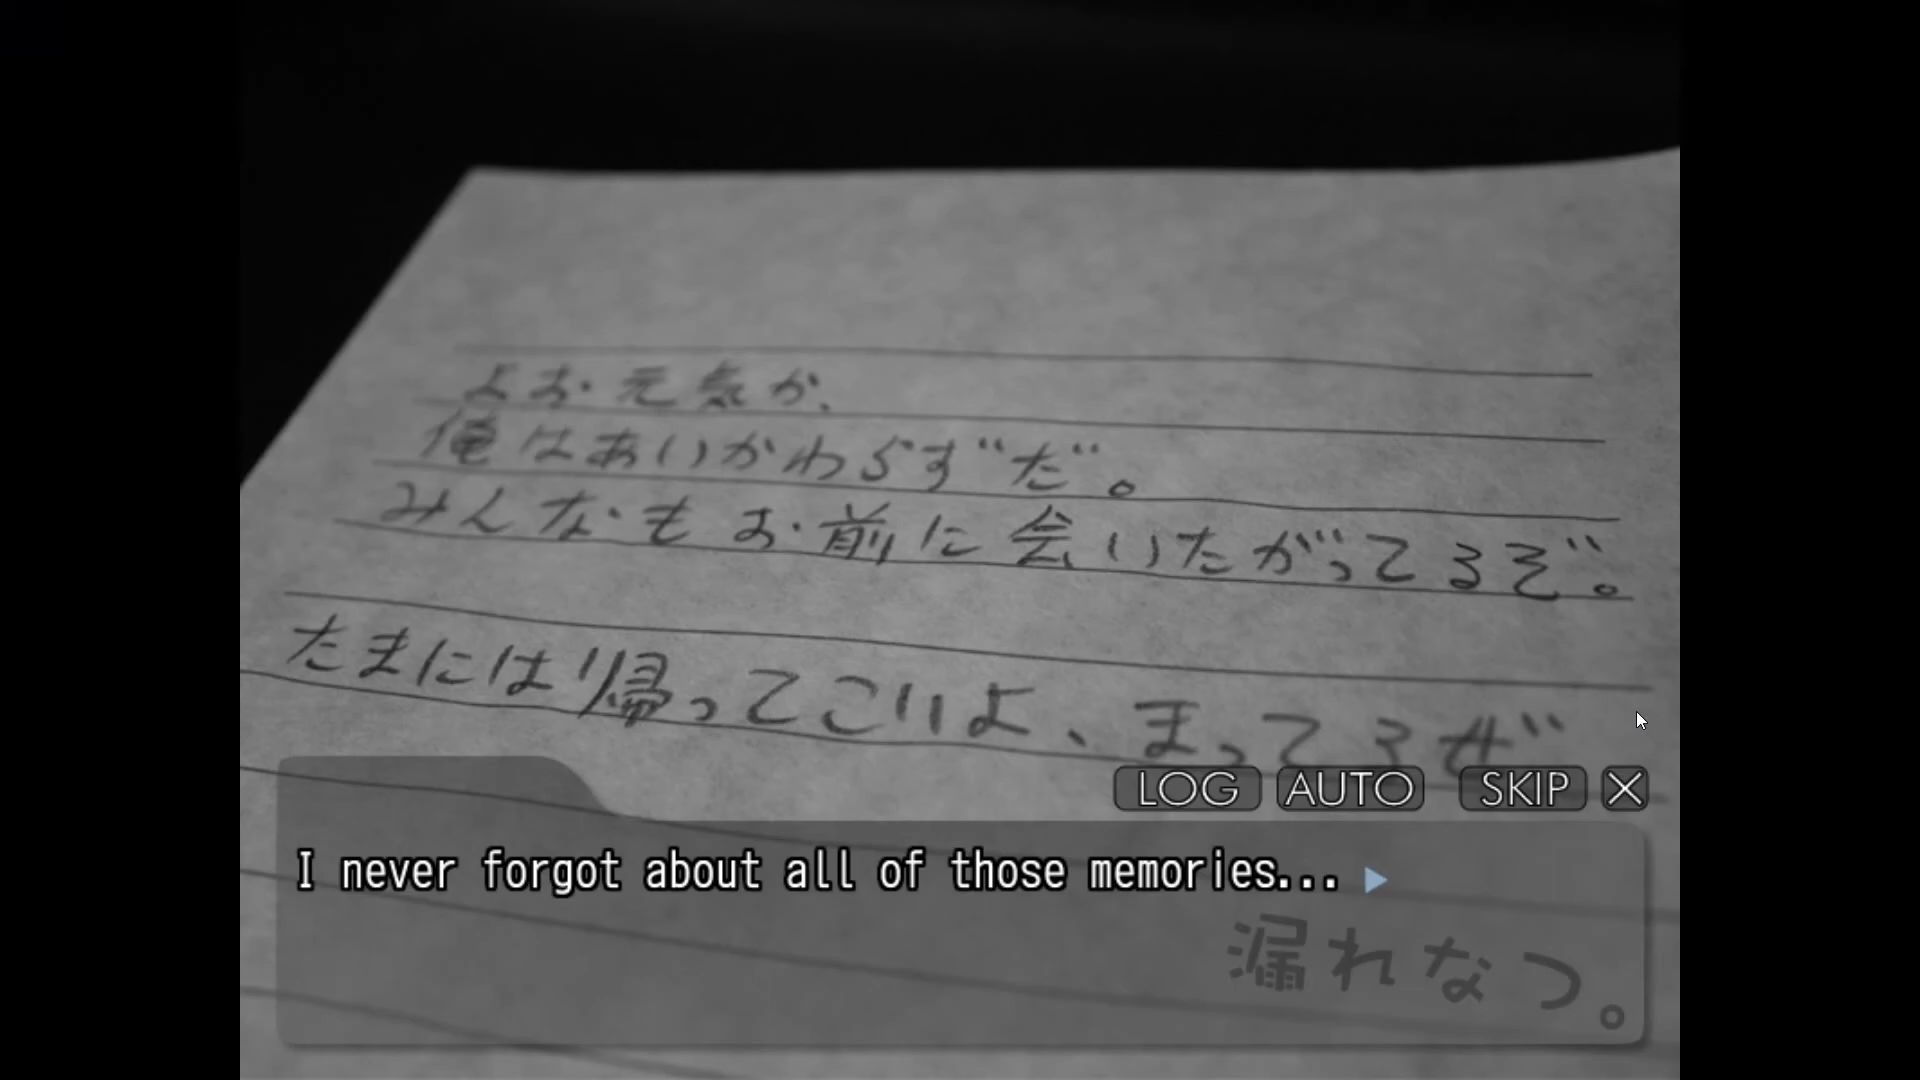 よお元気か、
俺はあいかわらずだ。
みんなもお前に会いたがってるぞ。
たまには帰ってこいよ、まってるぜ
LOG AUTO SKIP X
I never forgot about all of those memories...
漏れなつ。